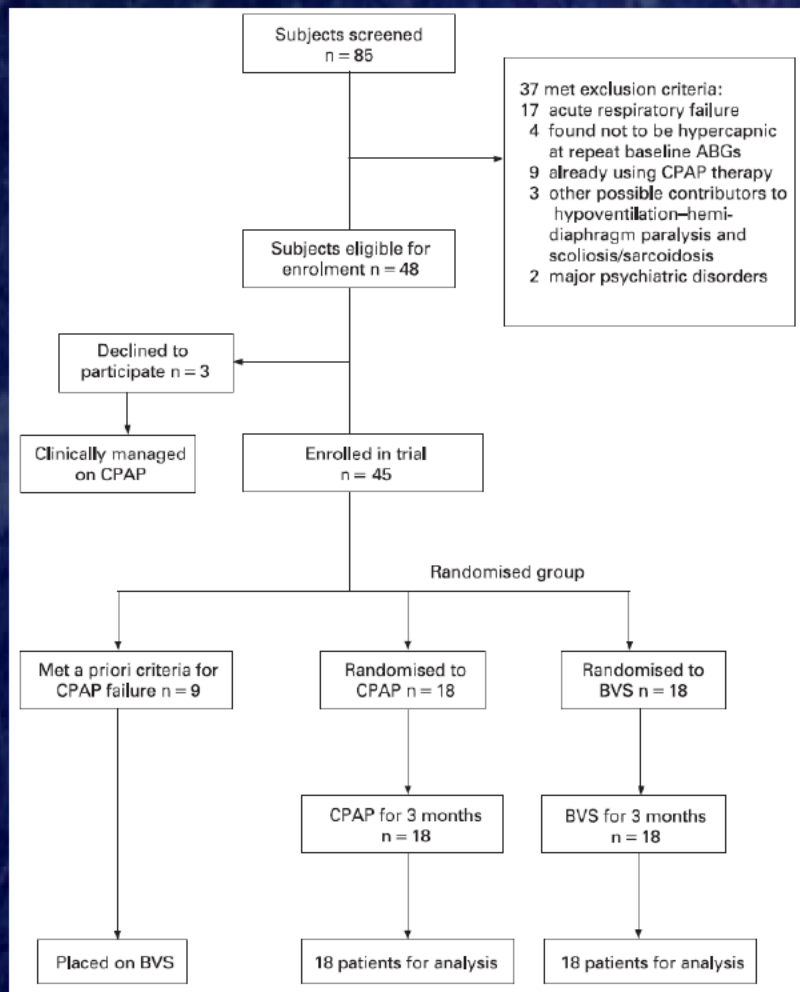 Subjects screened
n = 85
37 met exclusion criteria:
17 acute respiratory failure
4 found not to be hypercapnic
at repeat baseline ABGs
9 already using CPAP therapy
3 other possible contributors to
hypoventilation–hemi-
diaphragm paralysis and
scoliosis/sarcoidosis
2 major psychiatric disorders
Subjects eligible for
enrolment n = 48
Declined to
participate n = 3
Clinically managed
on CPAP
Enrolled in trial
n = 45
Randomised group
Met a priori criteria for
CPAP failure n = 9
Randomised to
CPAP n = 18
Randomised to
BVS n = 18
CPAP for 3 months
n = 18
BVS for 3 months
n = 18
Placed on BVS
18 patients for analysis
18 patients for analysis